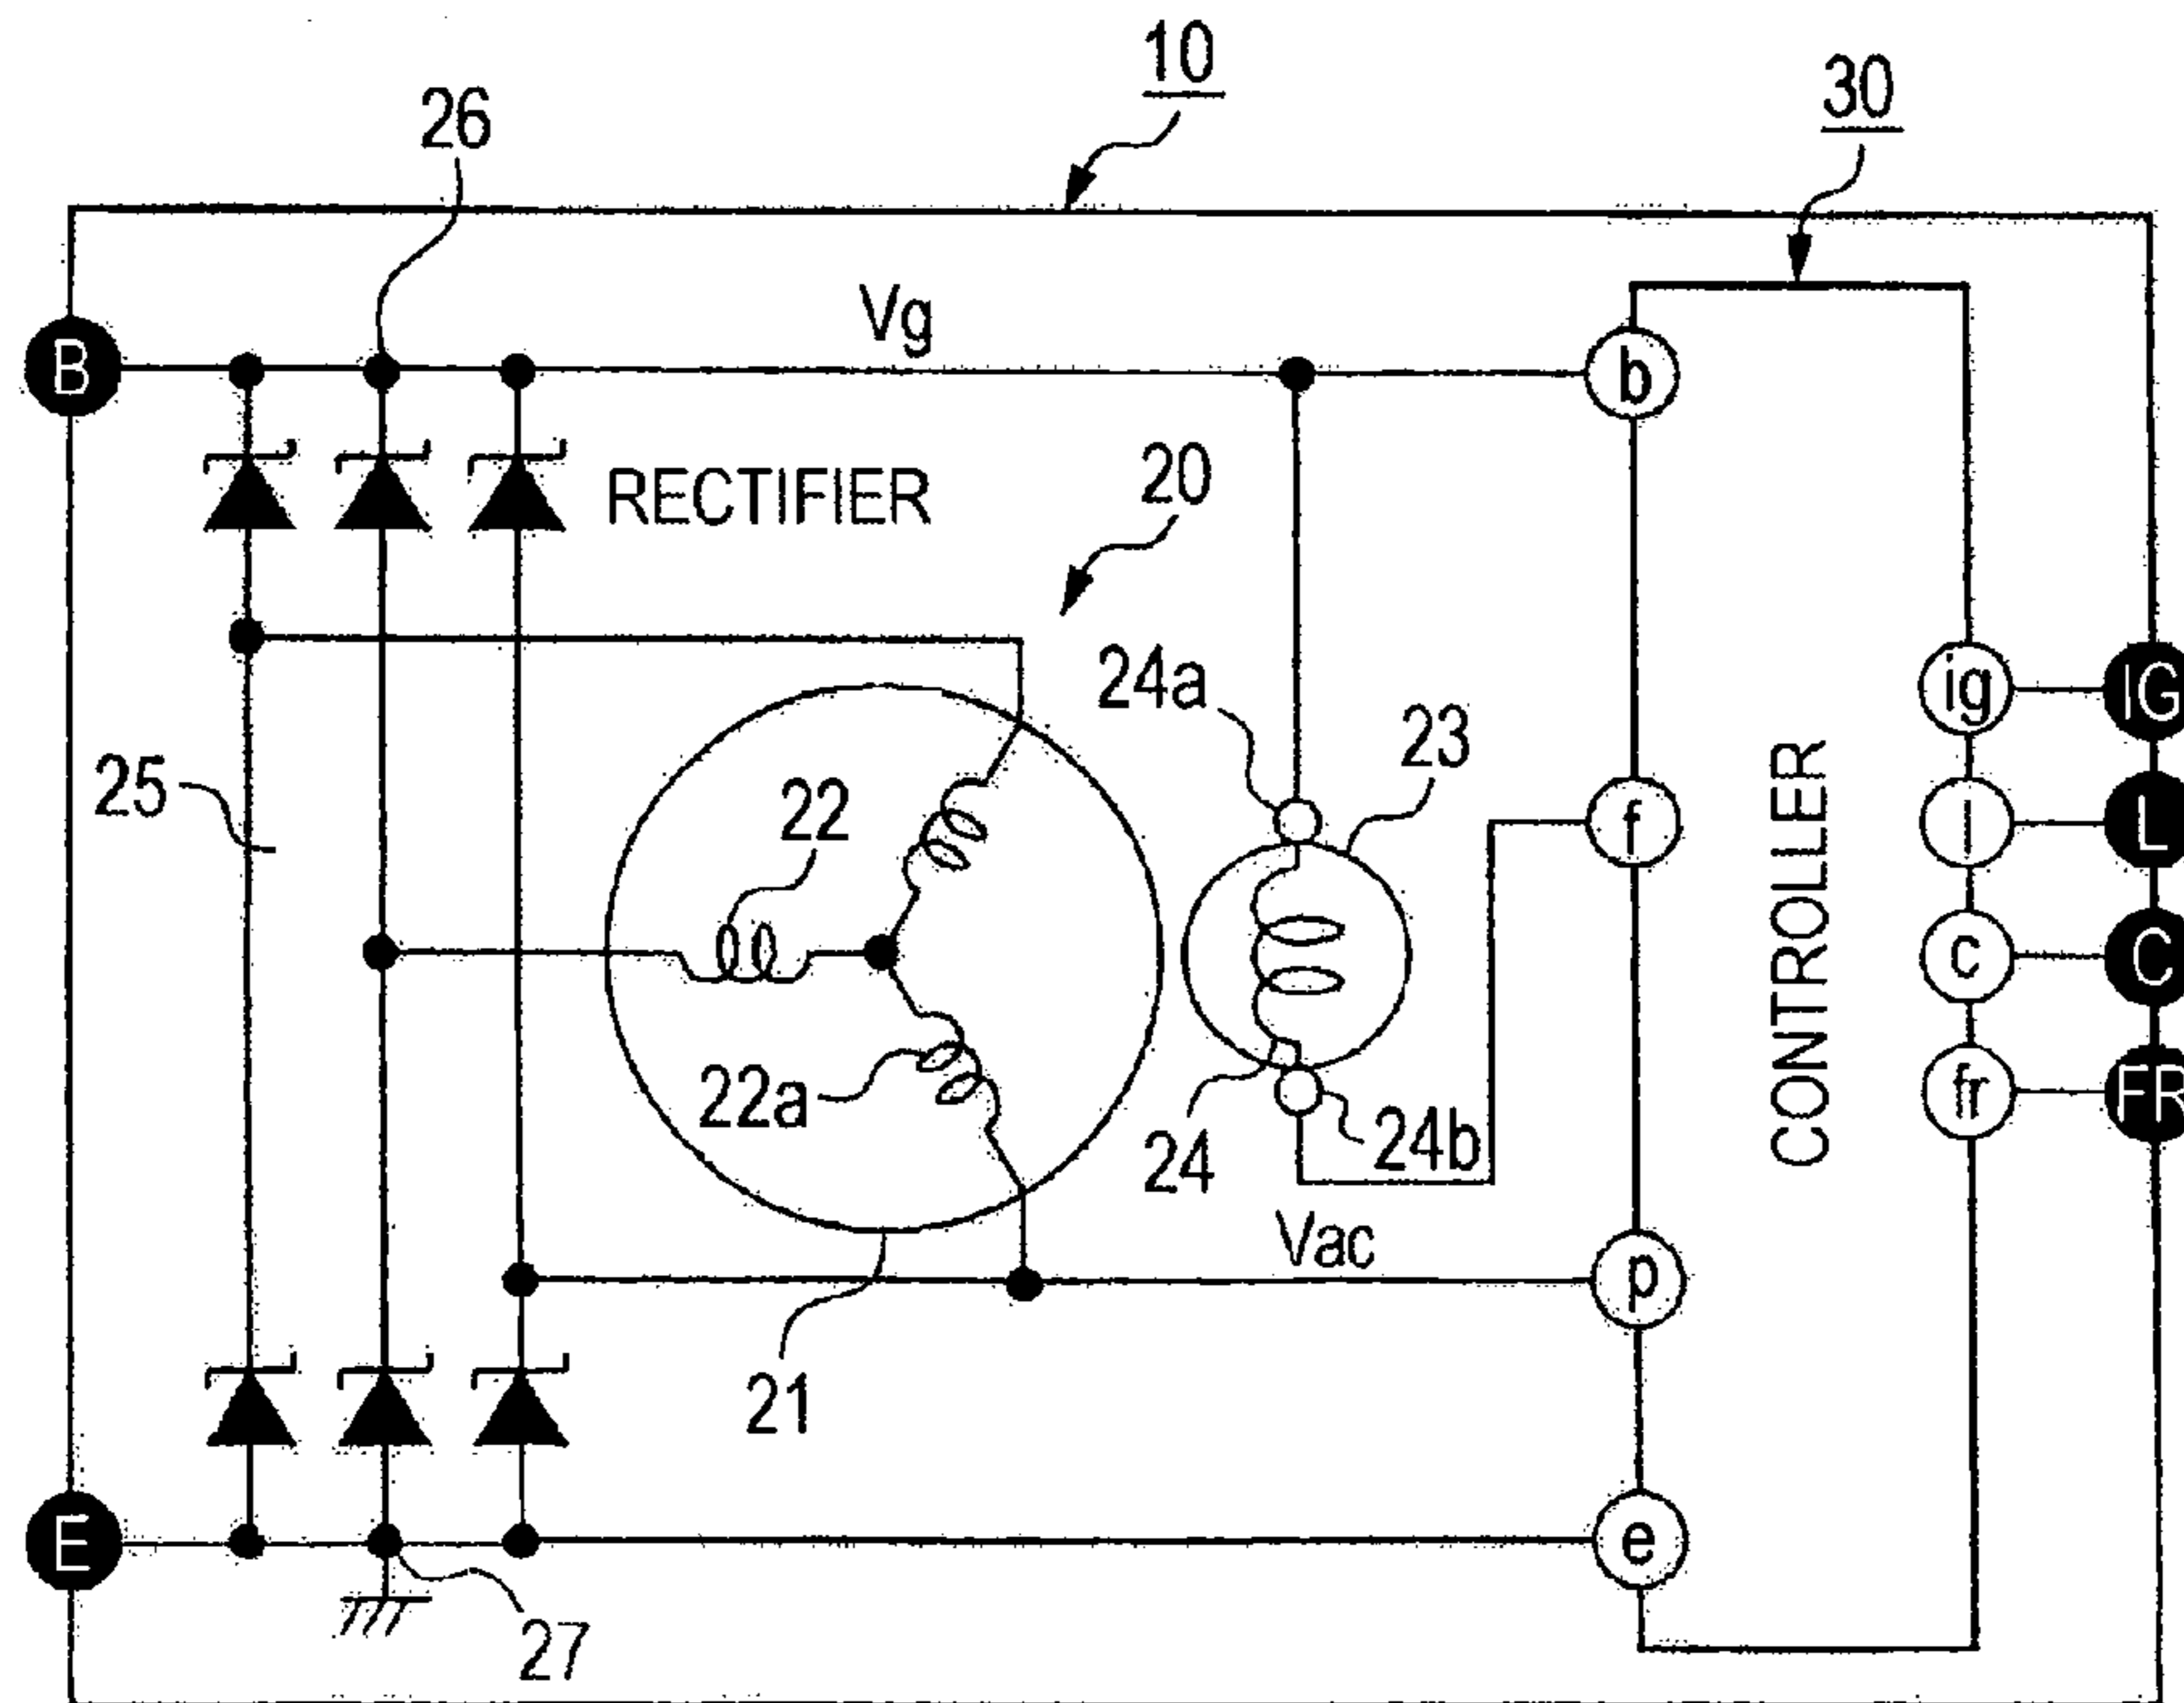 10
30
26
Vg
B
b
RECTIFIER
20
24a
ig
IG
23
25
22
f
CONTROLLER
l
L
c
C
22a
24
24b
fr
FR
Vac
p
21
E
e
27